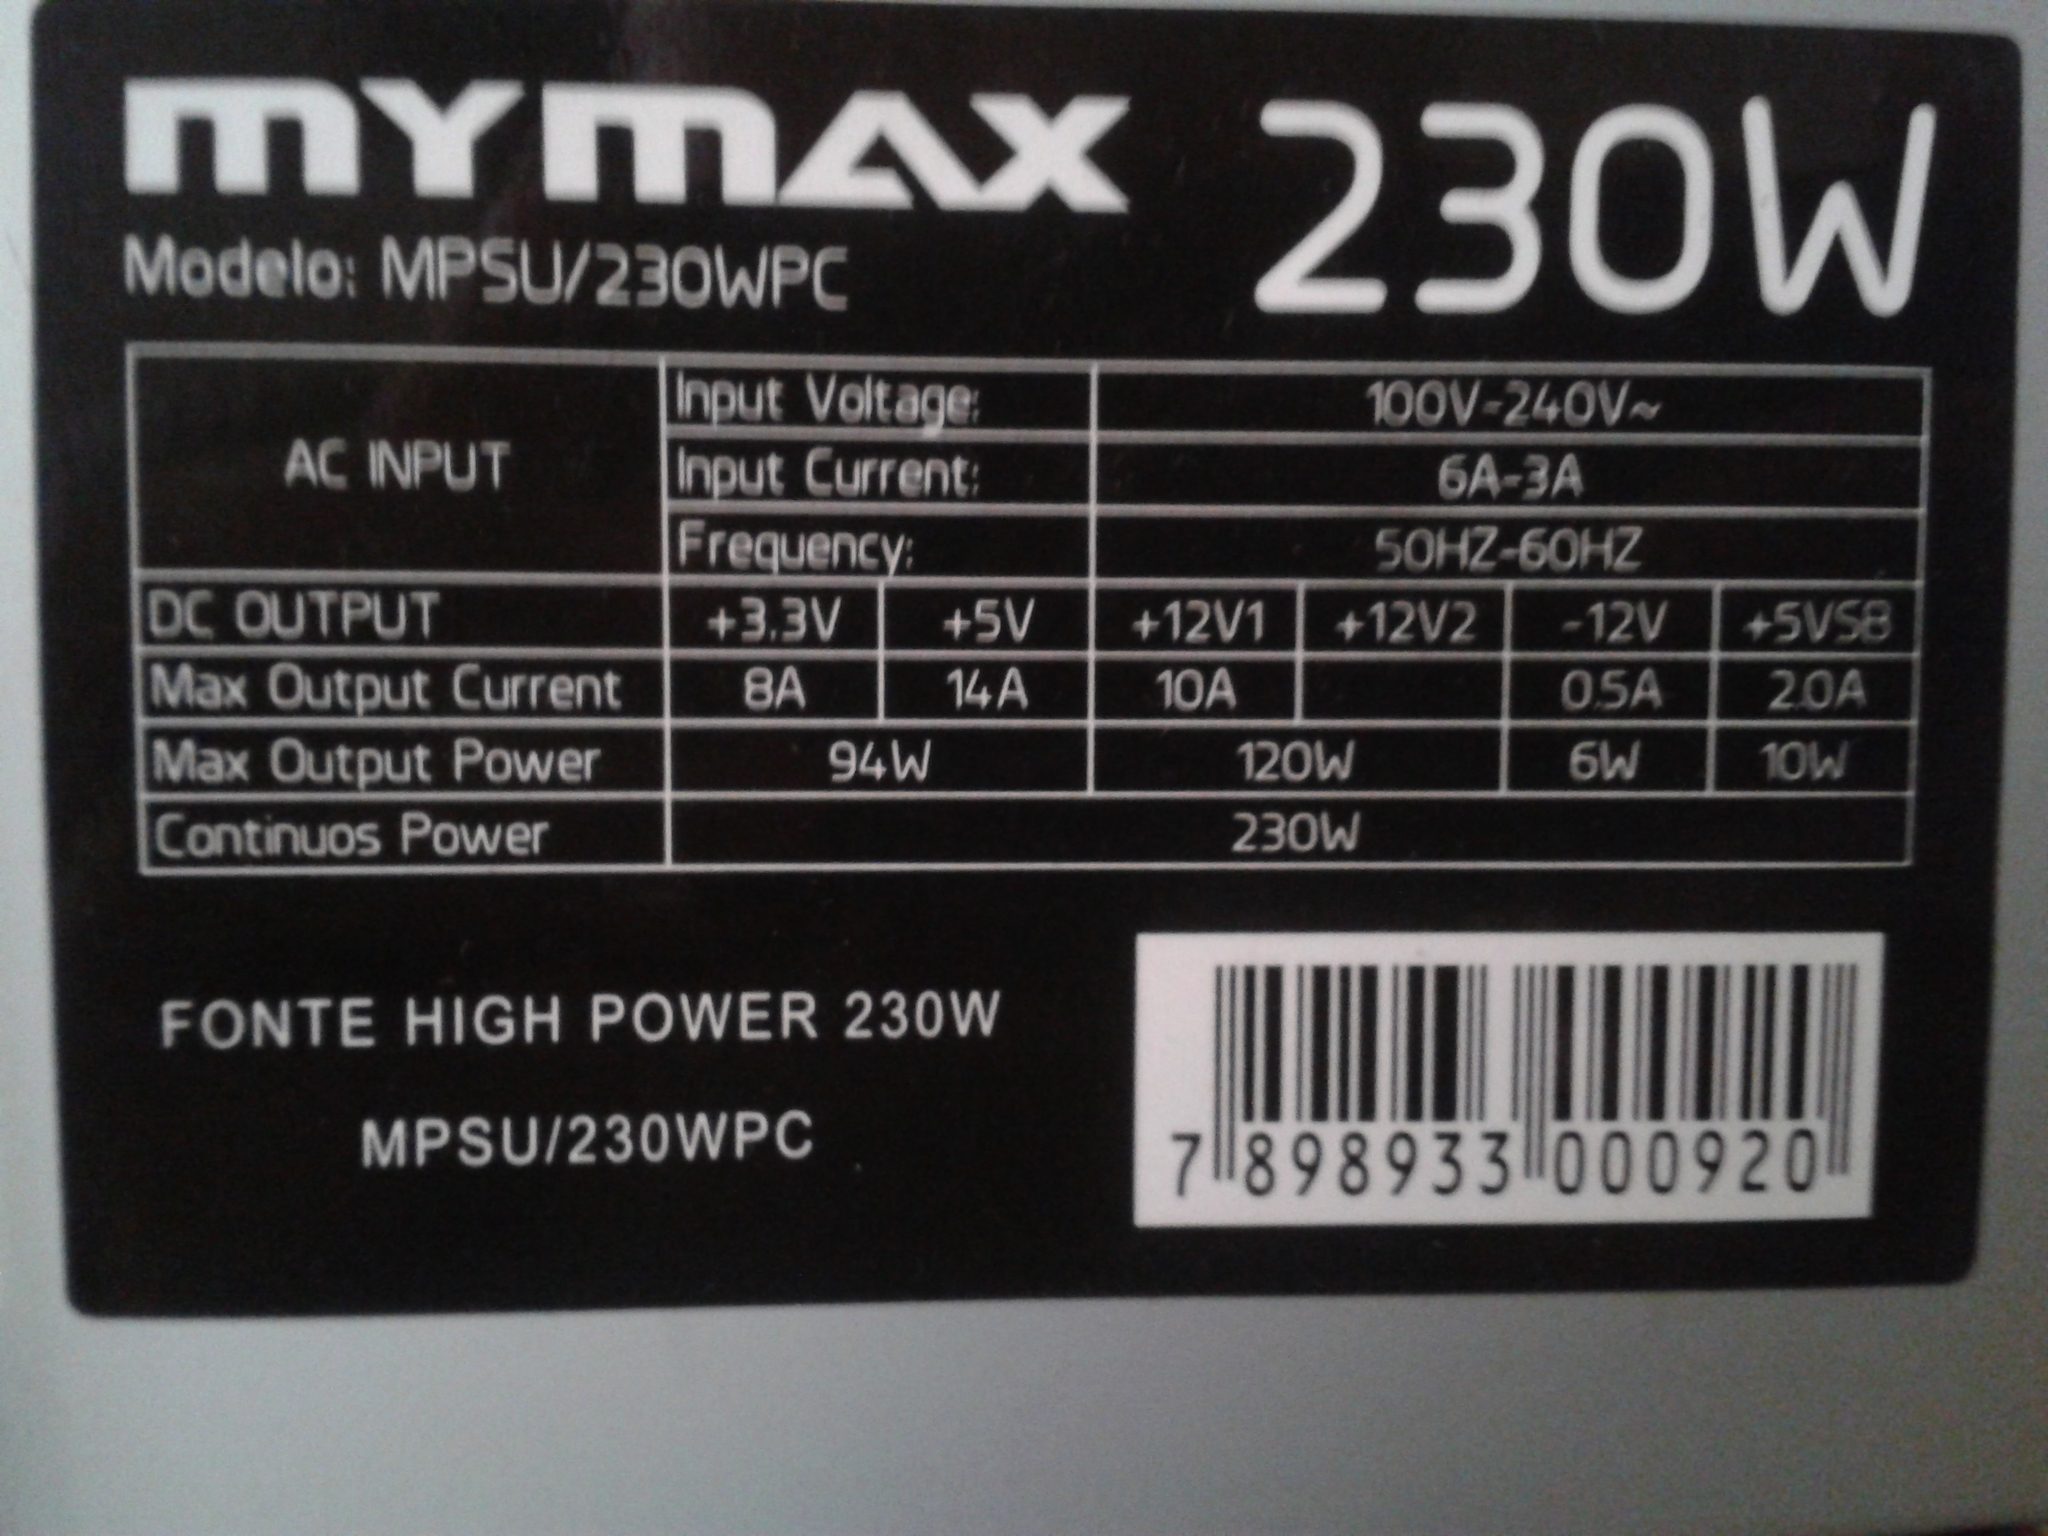 MYMAX 230W
Modelo: MPSU/230WPC
AC INPUT
Input Voltage: 100V-240V~
Input Current: 6A-3A
Frequency: 50HZ-60HZ
DC OUTPUT +3.3V +5V +12V1 +12V2 -12V +5VSB
Max Output Current 8A 14A 10A 0.5A 2.0A
Max Output Power 94W 120W 6W 10W
Continuos Power 230W
FONTE HIGH POWER 230W
MPSU/230WPC
7 898933 000920